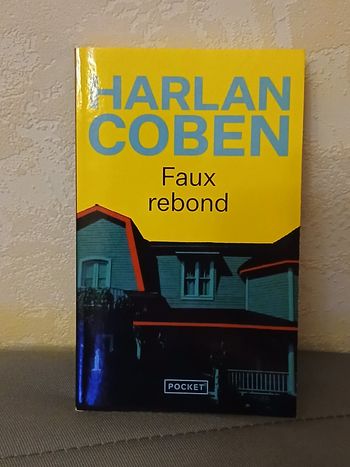 HARLAN
COBEN
Faux
rebond
POCKET